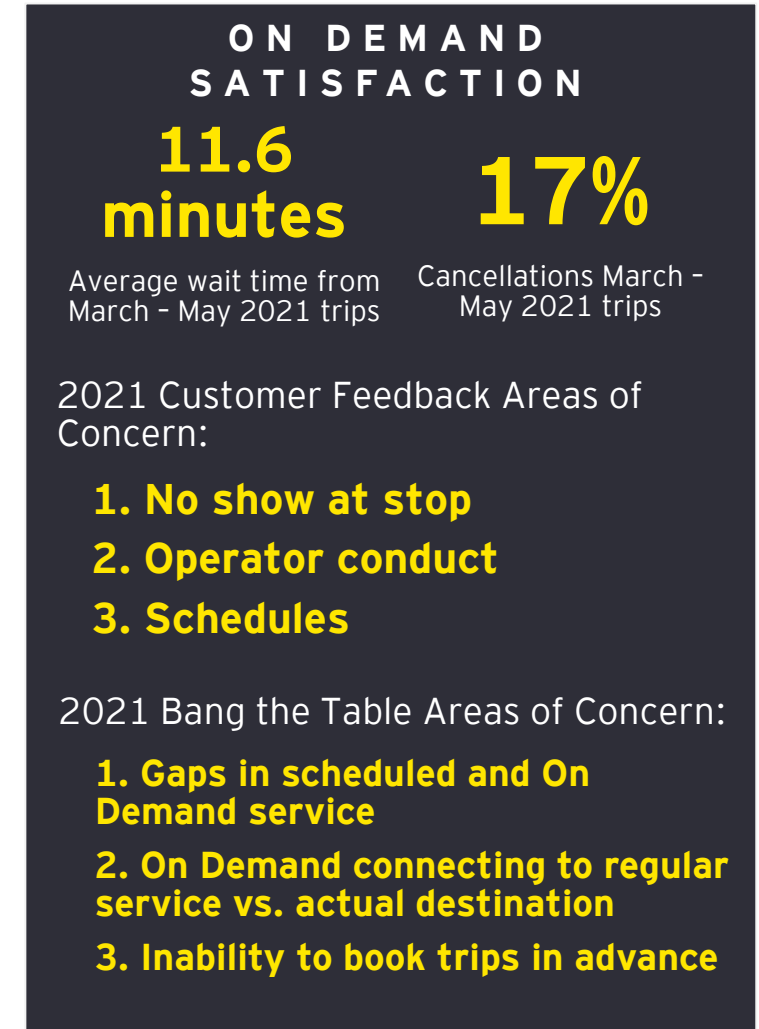 ON DEMAND
SATISFACTION
11.6
minutes
17%
Average wait time from
March – May 2021 trips
Cancellations March –
May 2021 trips
2021 Customer Feedback Areas of
Concern:
1. No show at stop
2. Operator conduct
3. Schedules
2021 Bang the Table Areas of Concern:
1. Gaps in scheduled and On
Demand service
2. On Demand connecting to regular
service vs. actual destination
3. Inability to book trips in advance